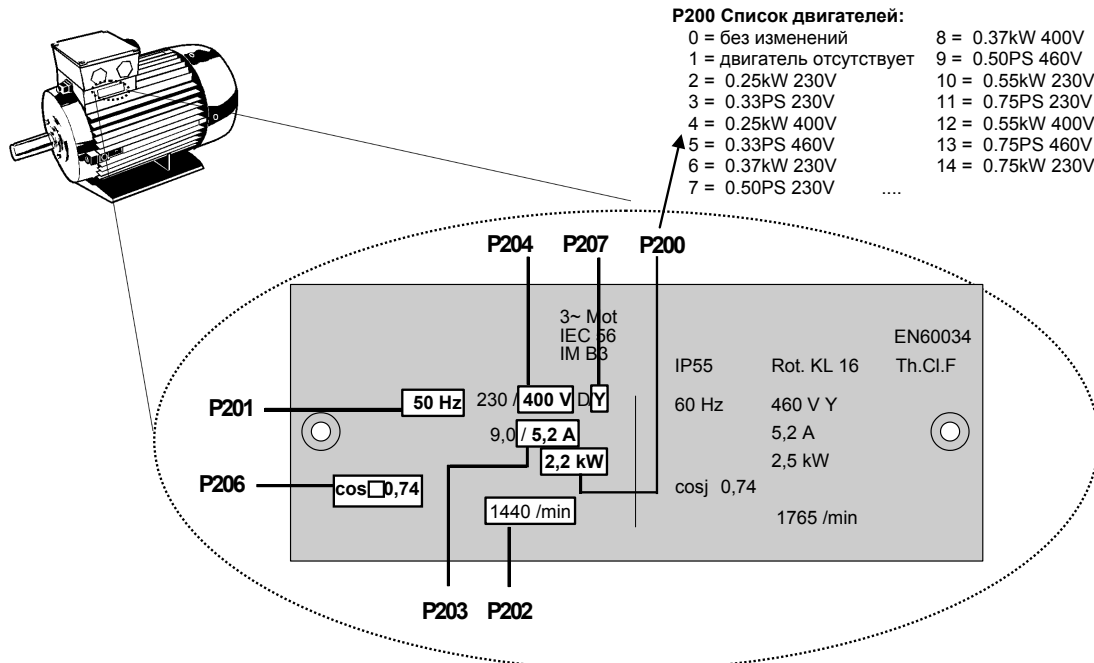 P200 Список двигателей:
0 = без изменений
1 = двигатель отсутствует
2 = 0.25kW 230V
3 = 0.33PS 230V
4 = 0.25kW 400V
5 = 0.33PS 460V
6 = 0.37kW 230V
7 = 0.50PS 230V
8 = 0.37kW 400V
9 = 0.50PS 460V
10 = 0.55kW 230V
11 = 0.75PS 230V
12 = 0.55kW 400V
13 = 0.75PS 460V
14 = 0.75kW 230V
....
P204 P207 P200
3~ Mot
IEC 56
IM B3
EN60034
IP55 Rot. KL 16 Th.Cl.F
P201
50 Hz 230 / 400 V D Y
60 Hz 460 V Y
9,0 / 5,2 A
5,2 A
2,2 kW
2,5 kW
P206
cos□0,74
cosj 0,74
1440 /min
1765 /min
P203 P202